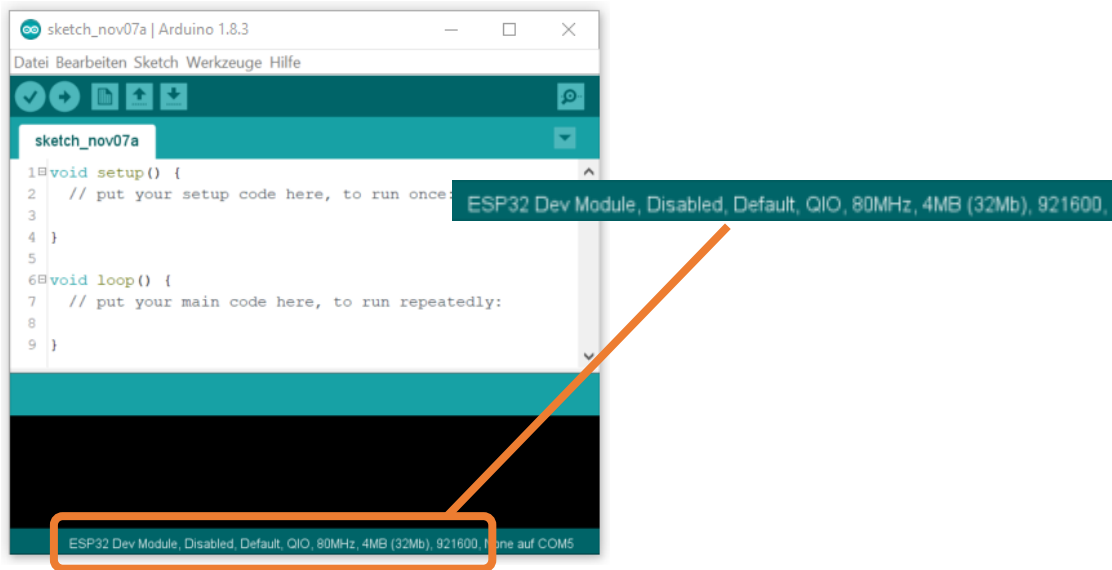 sketch_nov07a | Arduino 1.8.3
Datei Bearbeiten Sketch Werkzeuge Hilfe
sketch_nov07a
1 void setup() {
2 // put your setup code here, to run once:
3
4 }
5
6 void loop() {
7 // put your main code here, to run repeatedly:
8
9 }
ESP32 Dev Module, Disabled, Default, QIO, 80MHz, 4MB (32Mb), 921600,
ESP32 Dev Module, Disabled, Default, QIO, 80MHz, 4MB (32Mb), 921600, None auf COM5